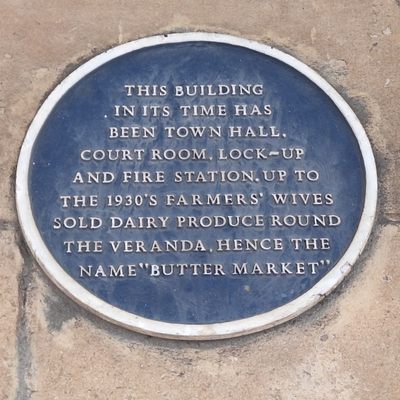 THIS BUILDING
IN ITS TIME HAS
BEEN TOWN HALL,
COURT ROOM, LOCK-UP
AND FIRE STATION. UP TO
THE 1930'S FARMERS' WIVES
SOLD DAIRY PRODUCE ROUND
THE VERANDA, HENCE THE
NAME "BUTTER MARKET"